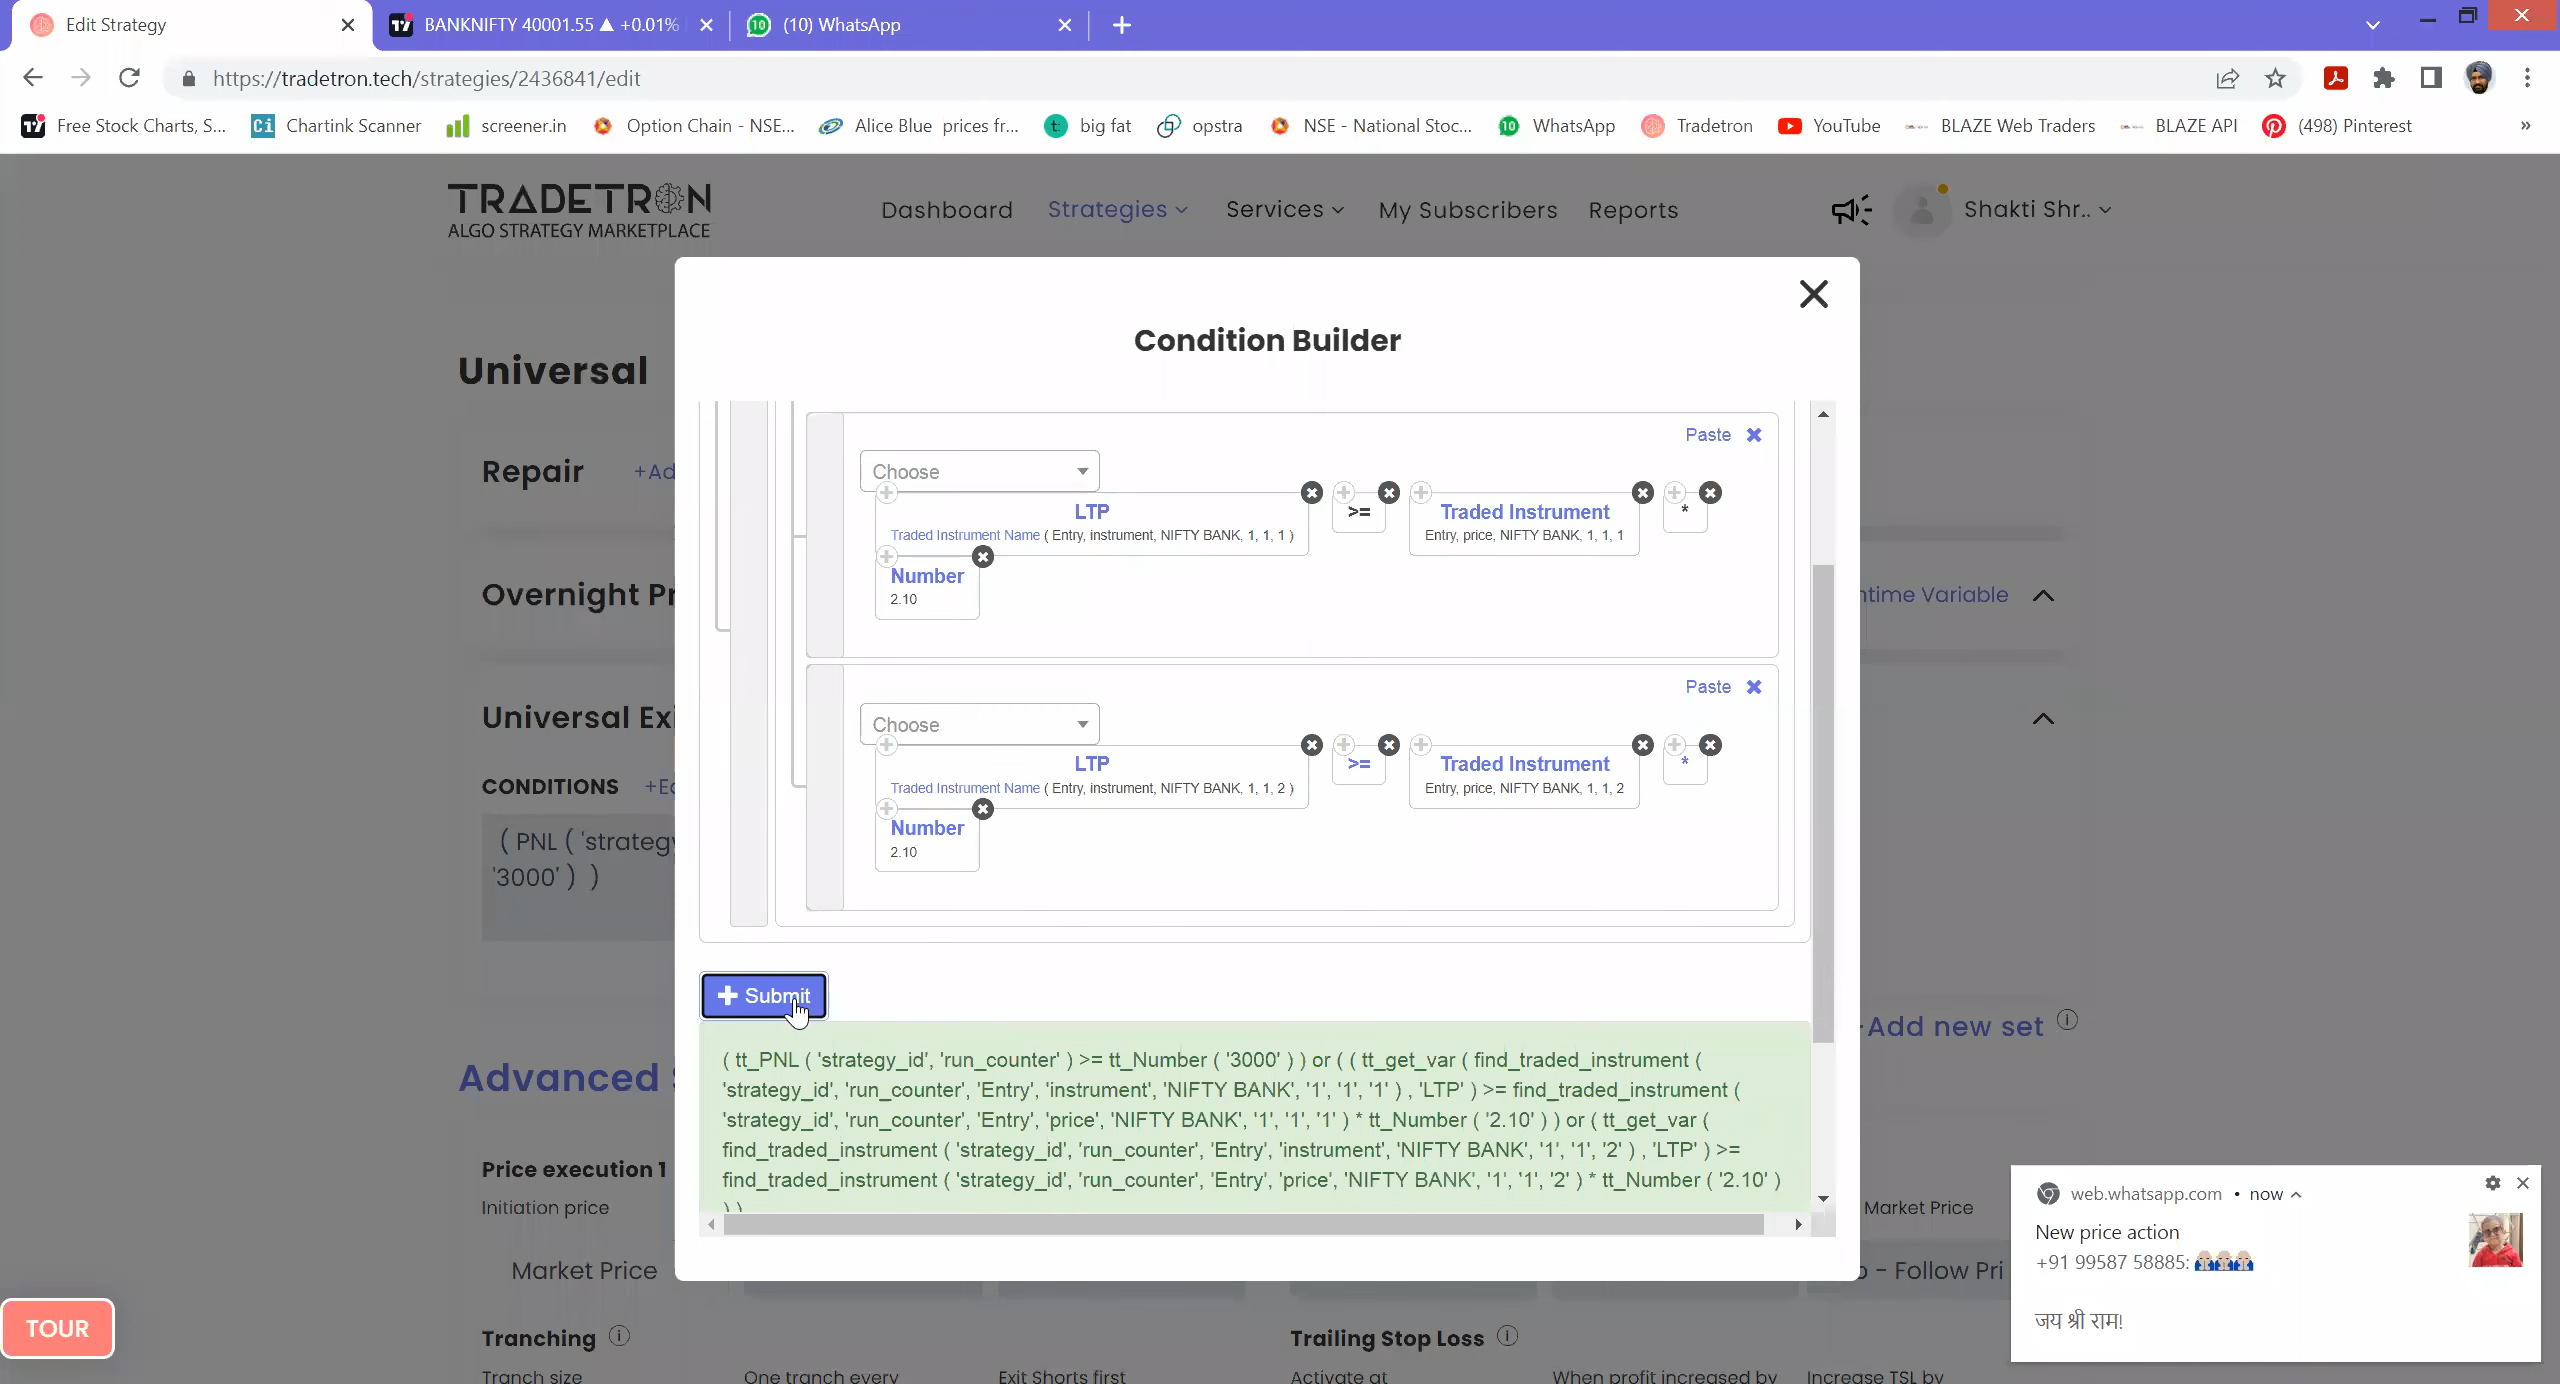 Edit Strategy
BANKNIFTY 40001.55 ▲ +0.01%
(10) WhatsApp
https://tradetron.tech/strategies/2436841/edit
Free Stock Charts, S...
Chartink Scanner
screener.in
Option Chain - NSE...
Alice Blue prices fr...
big fat
opstra
NSE - National Stoc...
WhatsApp
Tradetron
YouTube
BLAZE Web Traders
BLAZE API
(498) Pinterest
»
TRADETRON
ALGO STRATEGY MARKETPLACE
Dashboard
Strategies
Services
My Subscribers
Reports
Shakti Shr..
Condition Builder
Universal
Repair
+Ad
Overnight Pr
ntime Variable
Universal Exi
CONDITIONS
+Ed
( PNL ( 'strategy
'3000' ) )
Paste
Choose
LTP
Traded Instrument Name ( Entry, instrument, NIFTY BANK, 1, 1, 1 )
>=
Traded Instrument
Entry, price, NIFTY BANK, 1, 1, 1
*
Number
2.10
Paste
Choose
LTP
Traded Instrument Name ( Entry, instrument, NIFTY BANK, 1, 1, 2 )
>=
Traded Instrument
Entry, price, NIFTY BANK, 1, 1, 2
*
Number
2.10
+ Submit
( tt_PNL ( 'strategy_id', 'run_counter' ) >= tt_Number ( '3000' ) ) or ( ( tt_get_var ( find_traded_instrument (
'strategy_id', 'run_counter', 'Entry', 'instrument', 'NIFTY BANK', '1', '1', '1' ) , 'LTP' ) >= find_traded_instrument (
'strategy_id', 'run_counter', 'Entry', 'price', 'NIFTY BANK', '1', '1', '1' ) * tt_Number ( '2.10' ) ) or ( tt_get_var (
find_traded_instrument ( 'strategy_id', 'run_counter', 'Entry', 'instrument', 'NIFTY BANK', '1', '1', '2' ) , 'LTP' ) >=
find_traded_instrument ( 'strategy_id', 'run_counter', 'Entry', 'price', 'NIFTY BANK', '1', '1', '2' ) * tt_Number ( '2.10' )
) )
Add new set
Advanced
Price execution 1
Initiation price
Market Price
Market Price
- Follow Pri
Tranching
Trailing Stop Loss
Tranch size
One tranch every
Exit Shorts first
Activate at
When profit increased by
Increase TSL by
TOUR
web.whatsapp.com • now
New price action
+91 99587 58885:
जय श्री राम!